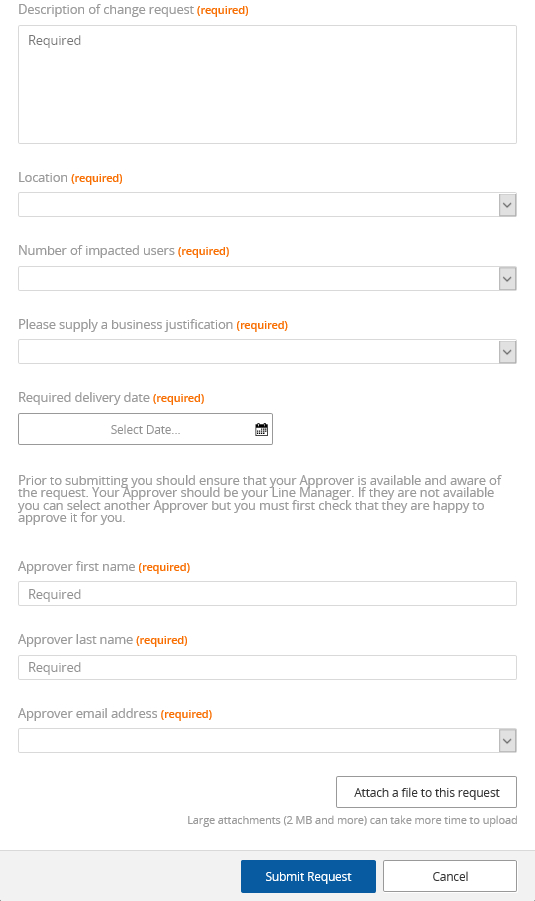 Description of change request (required)
Required
Location (required)
Number of impacted users (required)
Please supply a business justification (required)
Required delivery date (required)
Select Date...
Prior to submitting you should ensure that your Approver is available and aware of
the request. Your Approver should be your Line Manager. If they are not available
you can select another Approver but you must first check that they are happy to
approve it for you.
Approver first name (required)
Required
Approver last name (required)
Required
Approver email address (required)
Attach a file to this request
Large attachments (2 MB and more) can take more time to upload
Submit Request
Cancel